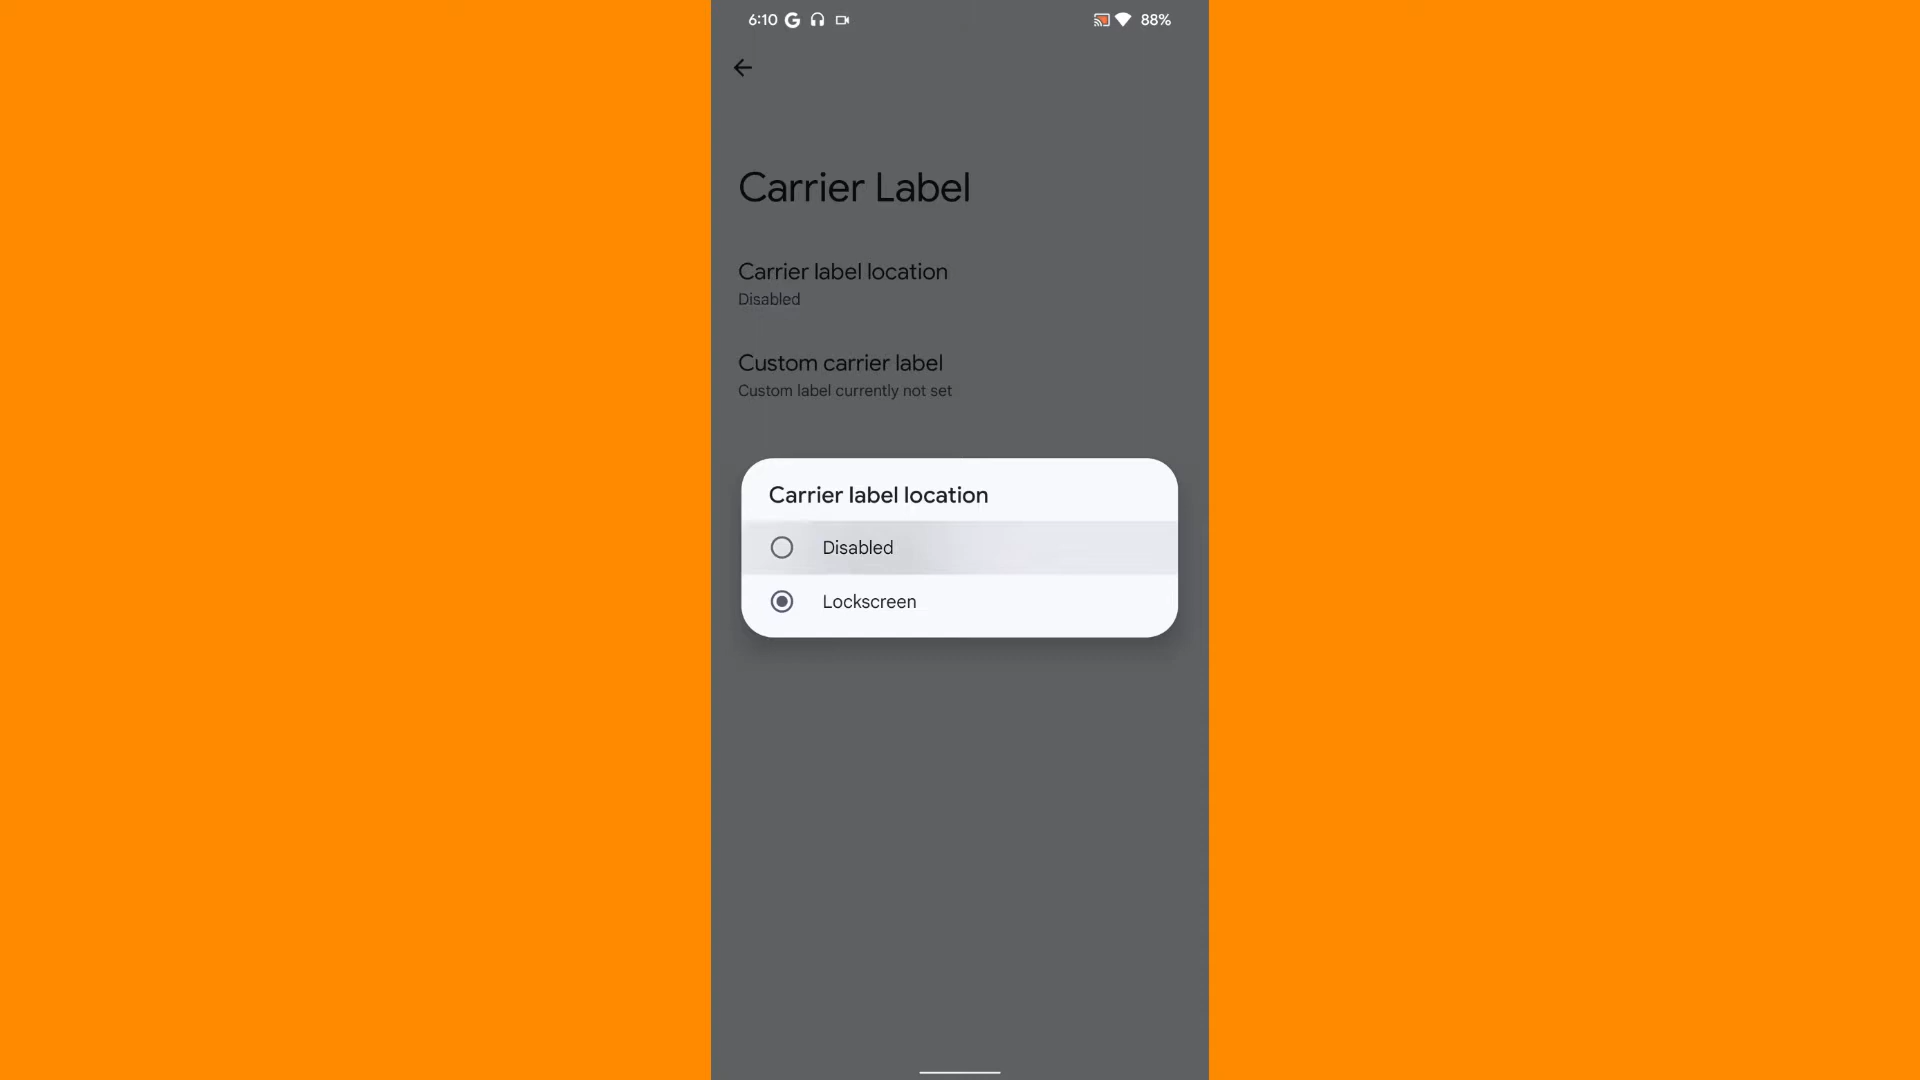 6:10 88%
Carrier Label
Carrier label location
Disabled
Custom carrier label
Custom label currently not set
Carrier label location
Disabled
Lockscreen